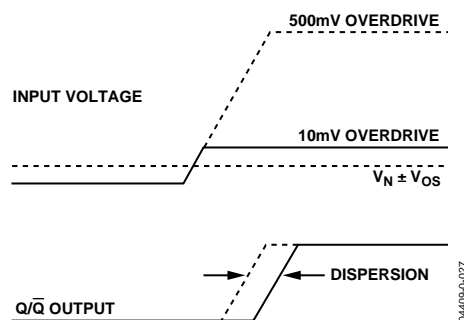 500mV OVERDRIVE
INPUT VOLTAGE
10mV OVERDRIVE
V_N ± V_OS
DISPERSION
Q/Q̅ OUTPUT
04409-0-027